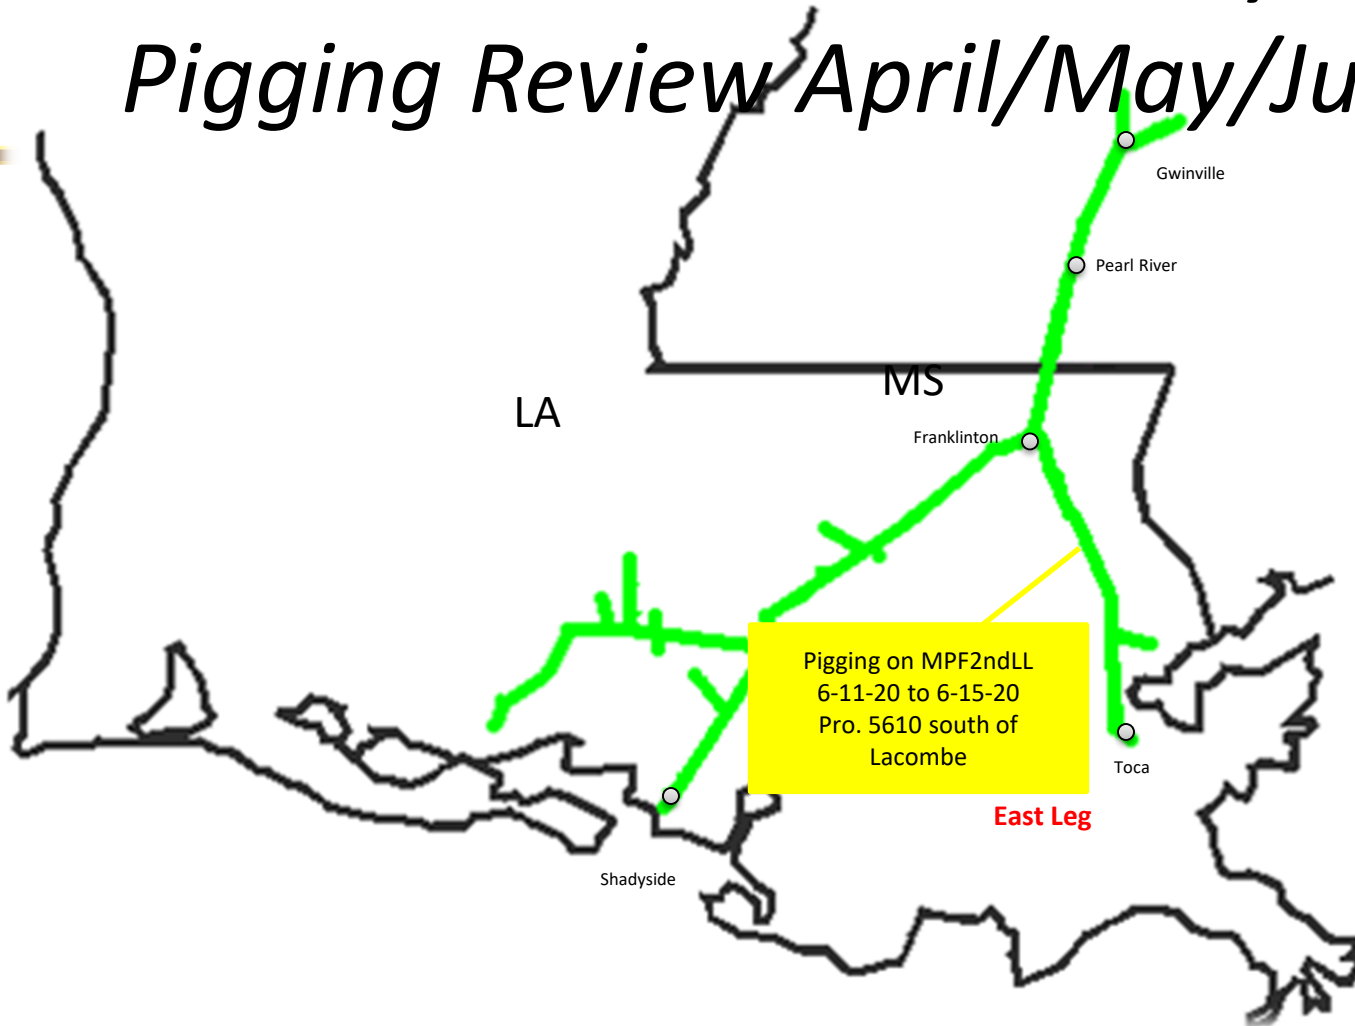 Pigging Review April/May/Ju
Gwinville
Pearl River
MS
LA
Franklinton
Pigging on MPF2ndLL
6-11-20 to 6-15-20
Pro. 5610 south of
Lacombe
Toca
East Leg
Shadyside